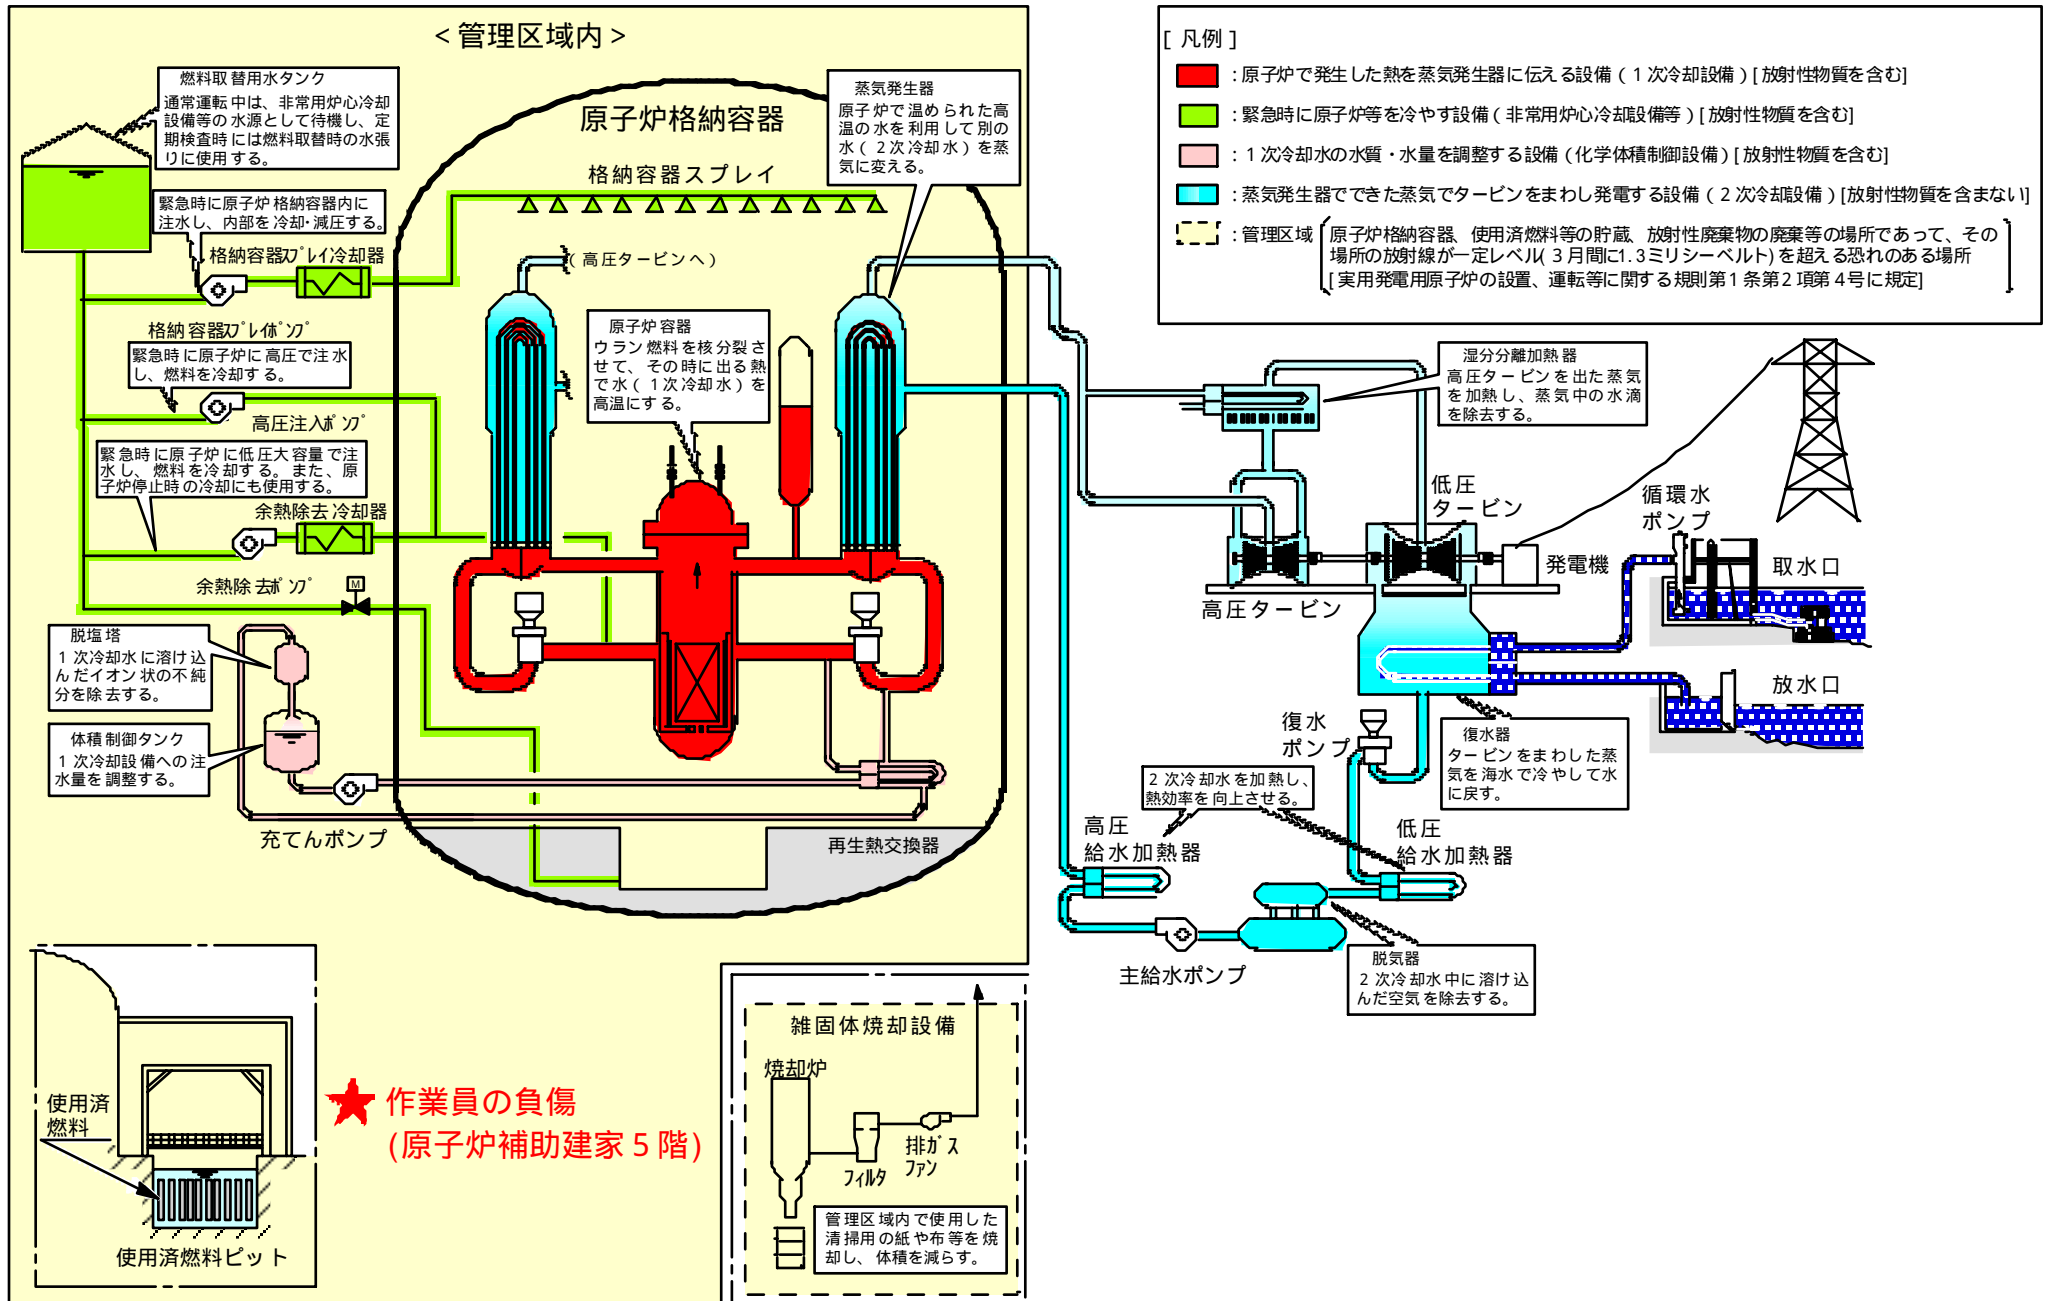 ＜管理区域内＞
燃料取替用水タンク
通常運転中は、非常用炉心冷却
設備等の水源として待機し、定
期検査時には燃料取替時の水張
りに使用する。
原子炉格納容器
蒸気発生器
原子炉で温められた高
温の水を利用して別の
水（２次冷却水）を蒸
気に変える。
格納容器スプレイ
緊急時に原子炉格納容器内に
注水し、内部を冷却・減圧する。
格納容器ｽﾌﾟﾚｲ冷却器
（高圧タービンへ）
格納容器ｽﾌﾟﾚｲﾎﾟﾝﾌﾟ
緊急時に原子炉に高圧で注水
し、燃料を冷却する。
原子炉容器
ウラン燃料を核分裂さ
せて、その時に出る熱
で水（１次冷却水）を
高温にする。
高圧注入ﾎﾟﾝﾌﾟ
緊急時に原子炉に低圧大容量で注
水し、燃料を冷却する。また、原
子炉停止時の冷却にも使用する。
余熱除去冷却器
余熱除去ﾎﾟﾝﾌﾟ
M
脱塩塔
１次冷却水に溶け込
んだイオン状の不純
分を除去する。
体積制御タンク
１次冷却設備への注
水量を調整する。
充てんポンプ
再生熱交換器
[ 凡例 ]
：原子炉で発生した熱を蒸気発生器に伝える設備（１次冷却設備）[放射性物質を含む]
：緊急時に原子炉等を冷やす設備（非常用炉心冷却設備等）[放射性物質を含む]
：１次冷却水の水質・水量を調整する設備（化学体積制御設備）[放射性物質を含む]
：蒸気発生器でできた蒸気でタービンをまわし発電する設備（２次冷却設備）[放射性物質を含まない]
：管理区域
原子炉格納容器、使用済燃料等の貯蔵、放射性廃棄物の廃棄等の場所であって、その
場所の放射線が一定レベル(３月間に1.3ミリシーベルト)を超える恐れのある場所
[実用発電用原子炉の設置、運転等に関する規則第1条第2項第4号に規定]
湿分分離加熱器
高圧タービンを出た蒸気
を加熱し、蒸気中の水滴
を除去する。
低圧
タービン
循環水
ポンプ
発電機
取水口
高圧タービン
放水口
復水
ポンプ
復水器
タービンをまわした蒸
気を海水で冷やして水
に戻す。
２次冷却水を加熱し、
熱効率を向上させる。
高圧
給水加熱器
低圧
給水加熱器
主給水ポンプ
脱気器
２次冷却水中に溶け込
んだ空気を除去する。
使用済
燃料
使用済燃料ピット
作業員の負傷
(原子炉補助建家５階)
雑固体焼却設備
焼却炉
フィルタ
排ガス
ファン
管理区域内で使用した
清掃用の紙や布等を焼
却し、体積を減らす。